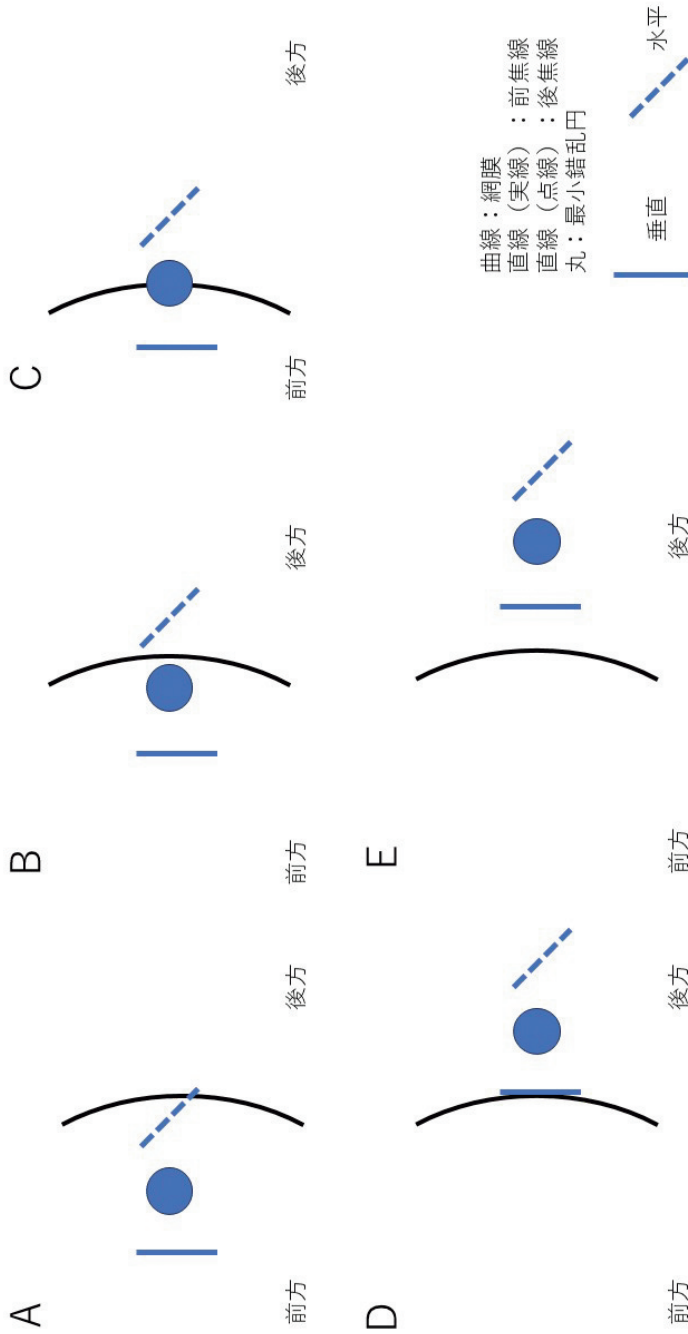 A
前方
後方
B
前方
後方
C
前方
後方
D
前方
後方
E
前方
後方
曲線：網膜
直線（実線）：前焦線
直線（点線）：後焦線
丸：最小錯乱円
垂直
水平